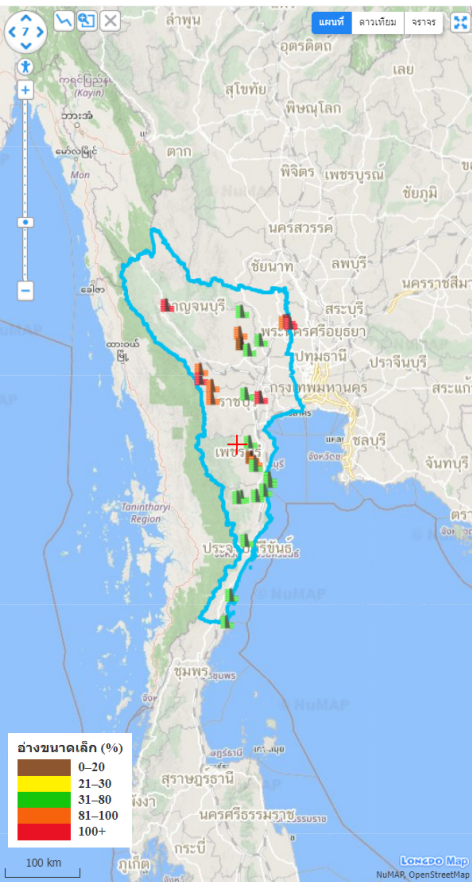 7
แผนที่
ดาวเทียม
จราจร
ลำพูน
อุตรดิตถ์
เลย
สุโขทัย
(Kayin)
พิษณุโลก
ตาก
Mon
พิจิตร
เพชรบูรณ์
ชัยภูมิ
NuMAP
นครสวรรค์
ชัยนาท
ลพบุรี
นครราชสีมา
กาญจนบุรี
สระบุรี
พระนครศรีอยุธยา
ปทุมธานี
ปราจีนบุรี
กรุงเทพมหานคร
สระแก้ว
ราชบุรี
ชลบุรี
เพชรบุรี
จันทบุรี
ตรา
Tanintharyi
Region
ประจวบคีรีขันธ์
NuMAP
ชุมพร
NuMAP
อ่างขนาดเล็ก (%)
0–20
21–30
31–80
81–100
100+
สุราษฎร์ธานี
พังงา
นครศรีธรรมราช
กระบี่
ภูเก็ต
100 km
LONGDO Map
NuMAP, OpenStreetMap